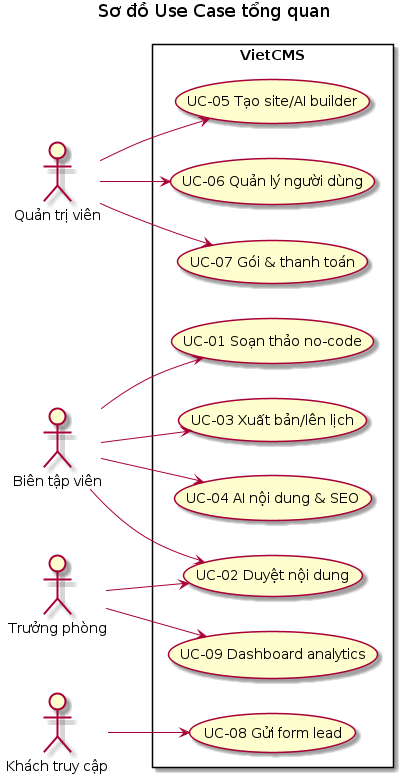 Sơ đồ Use Case tổng quan
VietCMS
UC-05 Tạo site/AI builder
UC-06 Quản lý người dùng
Quản trị viên
UC-07 Gói & thanh toán
UC-01 Soạn thảo no-code
UC-03 Xuất bản/lên lịch
Biên tập viên
UC-04 AI nội dung & SEO
UC-02 Duyệt nội dung
Trưởng phòng
UC-09 Dashboard analytics
UC-08 Gửi form lead
Khách truy cập